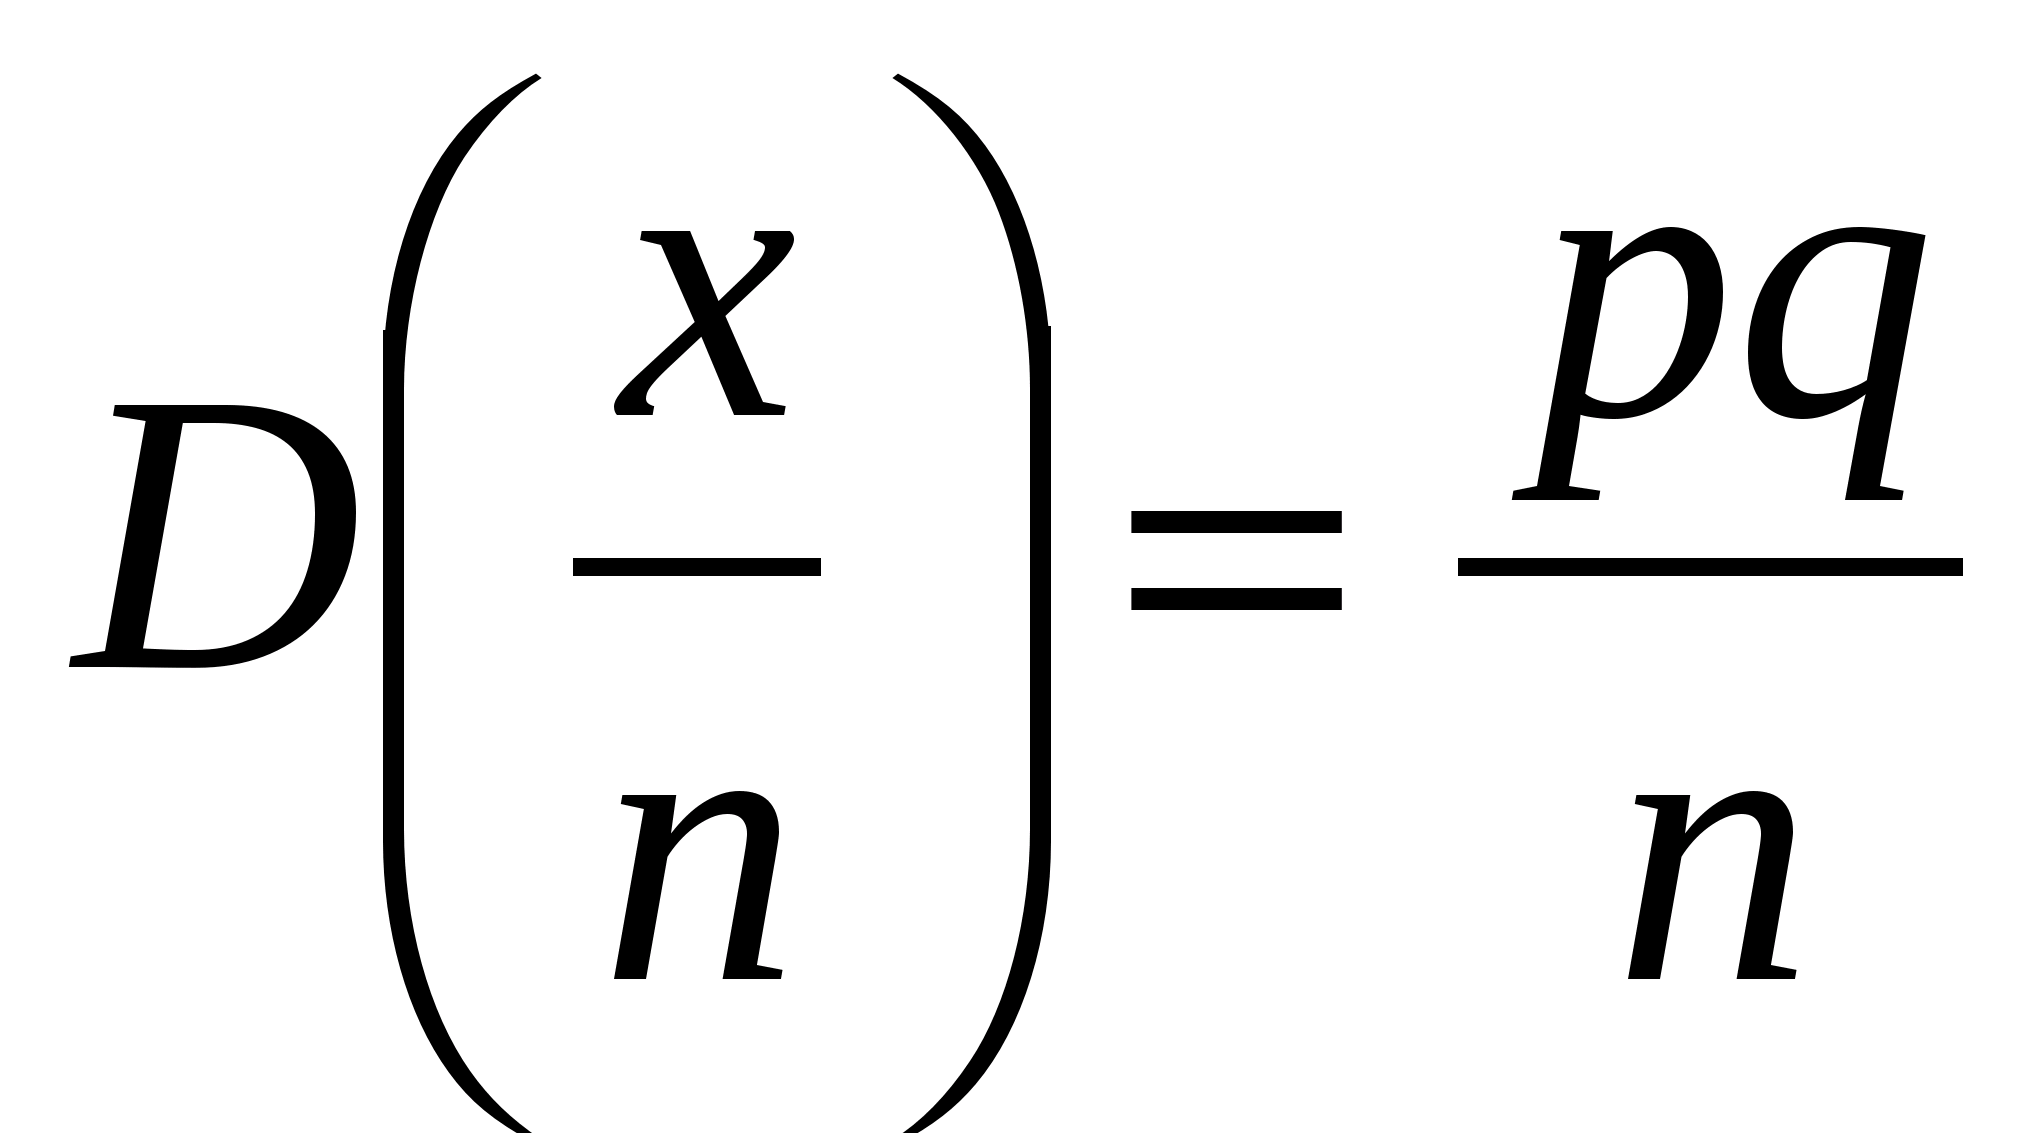 D(x/n) = pq/n